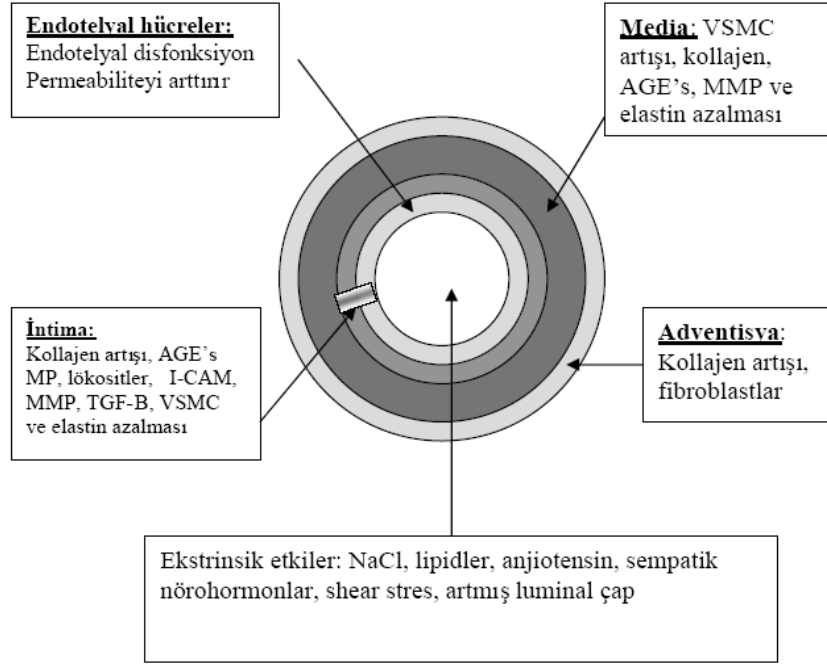 Endotelyal hücreler:
Endotelyal disfonksiyon
Permeabiliteyi arttırır
Media: VSMC
artışı, kollajen,
AGE's, MMP ve
elastin azalması
İntima:
Kollajen artışı, AGE's
MP, lökositler, I-CAM,
MMP, TGF-B, VSMC
ve elastin azalması
Adventisya:
Kollajen artışı,
fibroblastlar
Ekstrinsik etkiler: NaCl, lipidler, anjiotensin, sempatik
nörohormonlar, shear stres, artmış luminal çap